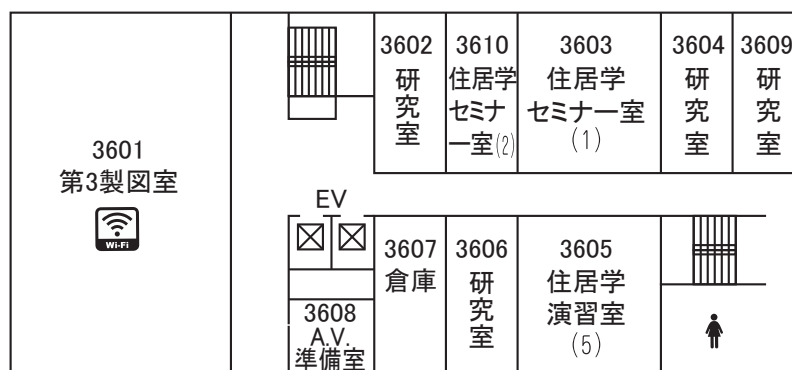 3601
第3製図室
Wi-Fi
3602
研
究
室
3610
住居学
セミナ
ー室(2)
3603
住居学
セミナー室
(1)
3604
研
究
室
3609
研
究
室
EV
3608
A.V.
準備室
3607
倉庫
3606
研
究
室
3605
住居学
演習室
(5)